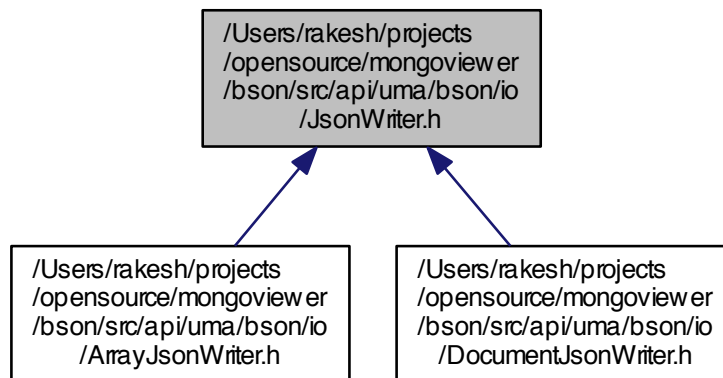 /Users/rakesh/projects
/opensource/mongoviewer
/bson/src/api/uma/bson/io
/JsonWriter.h
/Users/rakesh/projects
/opensource/mongoviewer
/bson/src/api/uma/bson/io
/ArrayJsonWriter.h
/Users/rakesh/projects
/opensource/mongoviewer
/bson/src/api/uma/bson/io
/DocumentJsonWriter.h